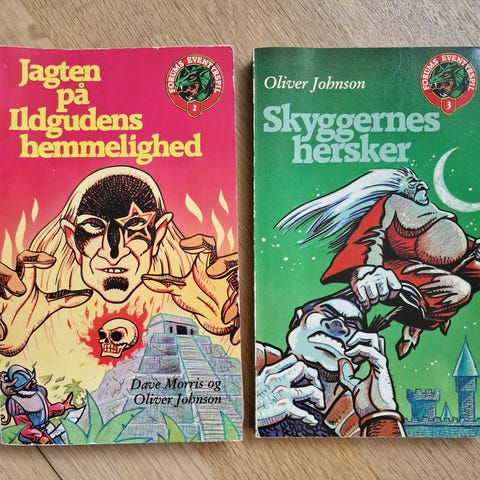 Jagten
på
Ildgudens
hemmelighed
FORUMS EVENTYRSPIL
2
Dave Morris og
Oliver Johnson
Oliver Johnson
Skyggernes
hersker
FORUMS EVENTYRSPIL
3